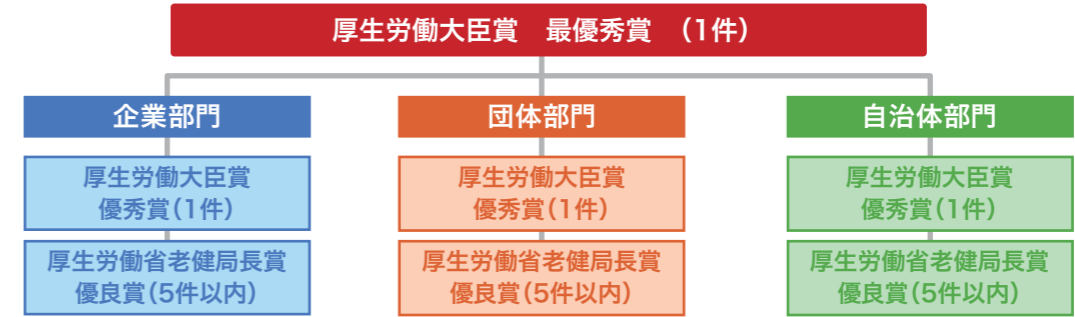 厚生労働大臣賞　最優秀賞　（1件）
企業部門
団体部門
自治体部門
厚生労働大臣賞
優秀賞（1件）
厚生労働大臣賞
優秀賞（1件）
厚生労働大臣賞
優秀賞（1件）
厚生労働省老健局長賞
優良賞（5件以内）
厚生労働省老健局長賞
優良賞（5件以内）
厚生労働省老健局長賞
優良賞（5件以内）